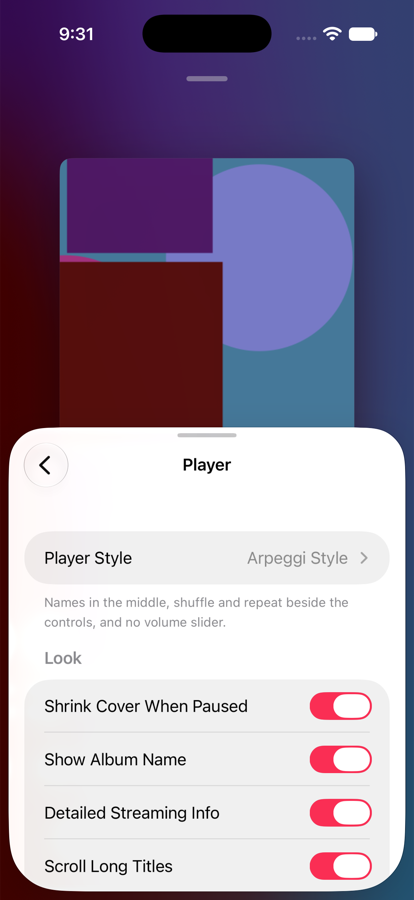 9:31
Player
Player Style
Arpeggi Style
Names in the middle, shuffle and repeat beside the
controls, and no volume slider.
Look
Shrink Cover When Paused
Show Album Name
Detailed Streaming Info
Scroll Long Titles